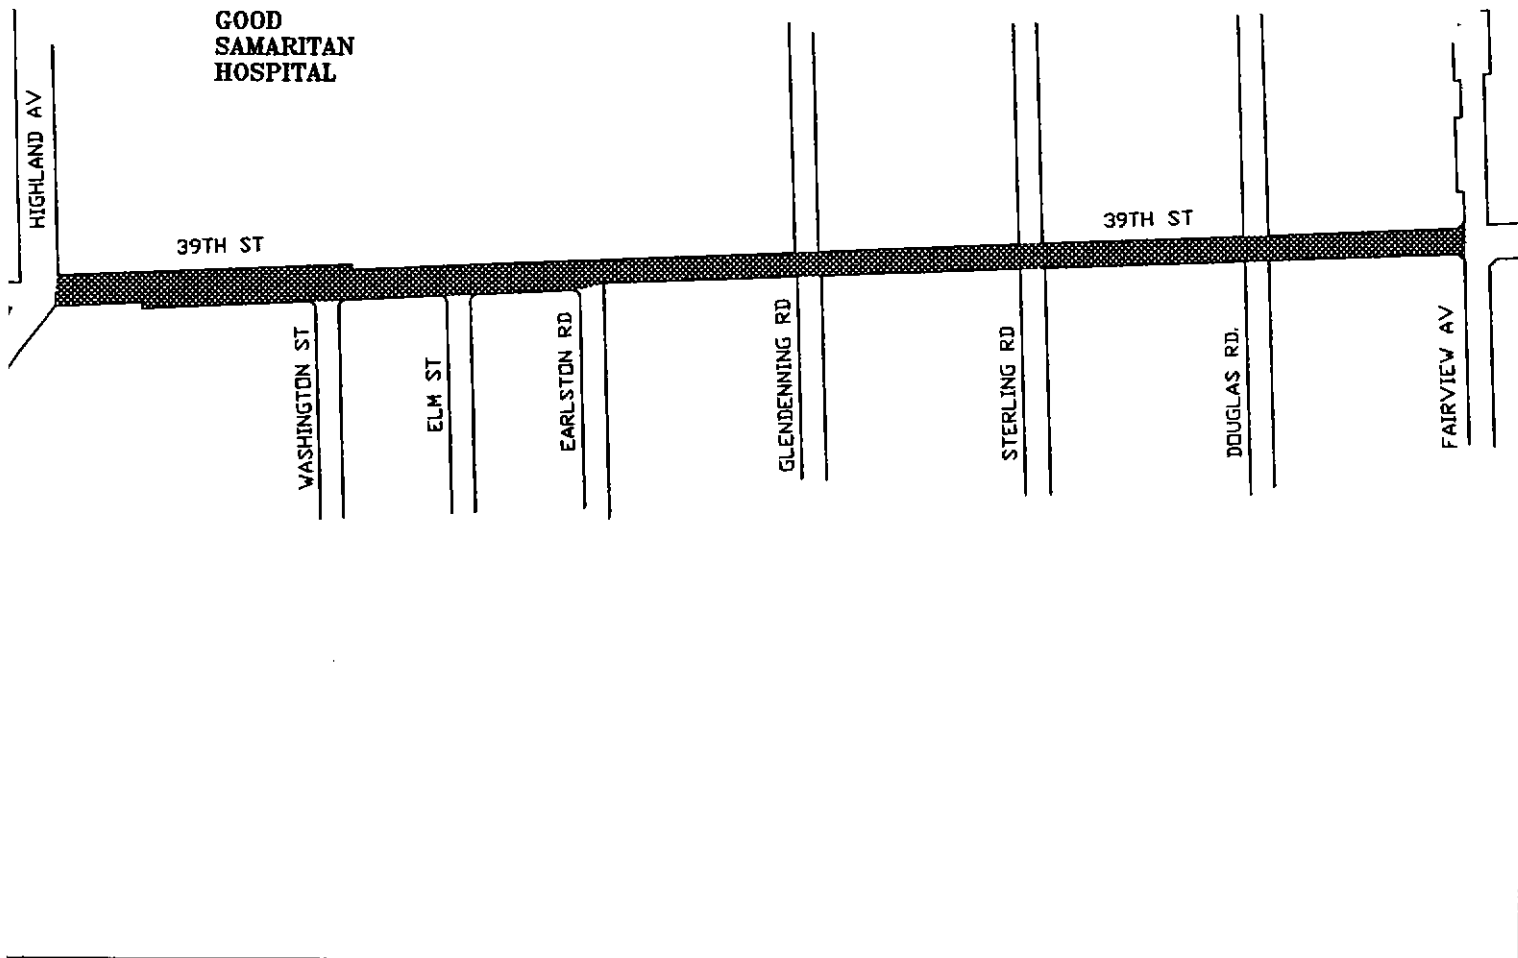 GOOD
SAMARITAN
HOSPITAL
HIGHLAND AV
39TH ST
39TH ST
WASHINGTON ST
ELM ST
EARLSTON RD
GLENDENNING RD
STERLING RD
DOUGLAS RD.
FAIRVIEW AV